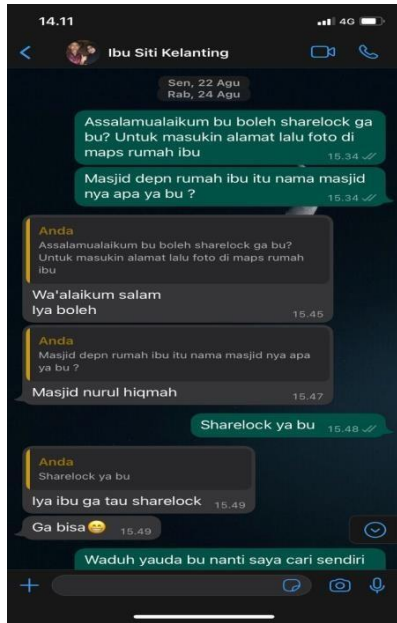 14.11
4G
Ibu Siti Kelanting
Sen, 22 Agu
Rab, 24 Agu
Assalamualaikum bu boleh sharelock ga
bu? Untuk masukin alamat lalu foto di
maps rumah ibu
15.34
Masjid depn rumah ibu itu nama masjid
nya apa ya bu ?
15.34
Anda
Assalamualaikum bu boleh sharelock ga bu?
Untuk masukin alamat lalu foto di maps rumah
ibu
Wa'alaikum salam
Iya boleh
15.45
Anda
Masjid depn rumah ibu itu nama masjid nya apa
ya bu ?
Masjid nurul hiqmah
15.47
Sharelock ya bu 15.48
Anda
Sharelock ya bu
Iya ibu ga tau sharelock 15.49
Ga bisa😁 15.49
Waduh yauda bu nanti saya cari sendiri